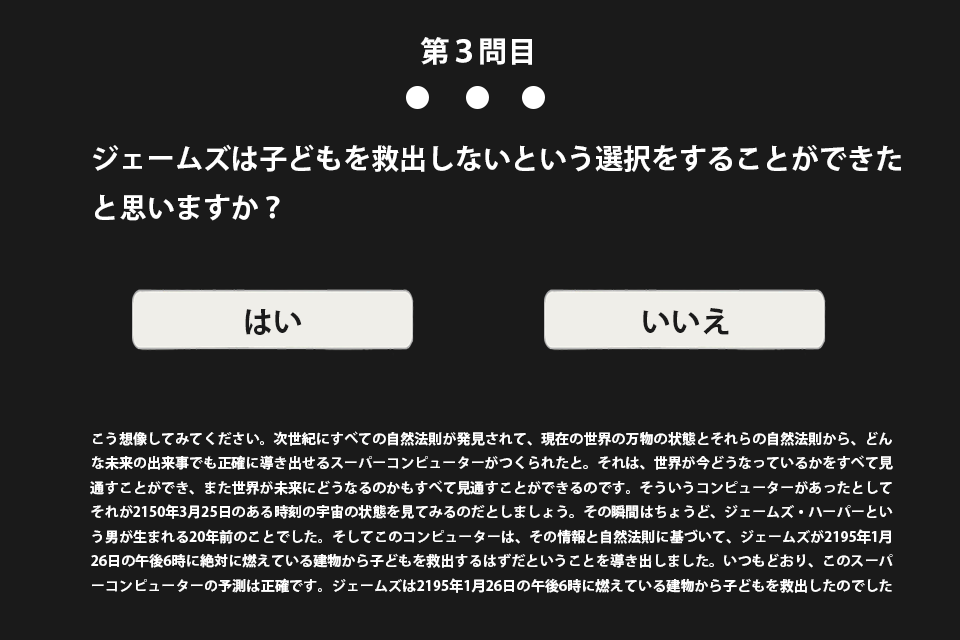 第３問目
ジェームズは子どもを救出しないという選択をすることができた
と思いますか？
はい
いいえ
こう想像してみてください。次世紀にすべての自然法則が発見されて、現在の世界の万物の状態とそれらの自然法則から、どん
な未来の出来事でも正確に導き出せるスーパーコンピューターがつくられたと。それは、世界が今どうなっているかをすべて見
通すことができ、また世界が未来にどうなるのかもすべて見通すことができるのです。そういうコンピューターがあったとして
それが2150年3月25日のある時刻の宇宙の状態を見てみるのだとしましょう。その瞬間はちょうど、ジェームズ・ハーパーとい
う男が生まれる20年前のことでした。そしてこのコンピューターは、その情報と自然法則に基づいて、ジェームズが2195年1月
26日の午後6時に絶対に燃えている建物から子どもを救出するはずだということを導き出しました。いつもどおり、このスーパ
ーコンピューターの予測は正確です。ジェームズは2195年1月26日の午後6時に燃えている建物から子どもを救出したのでした